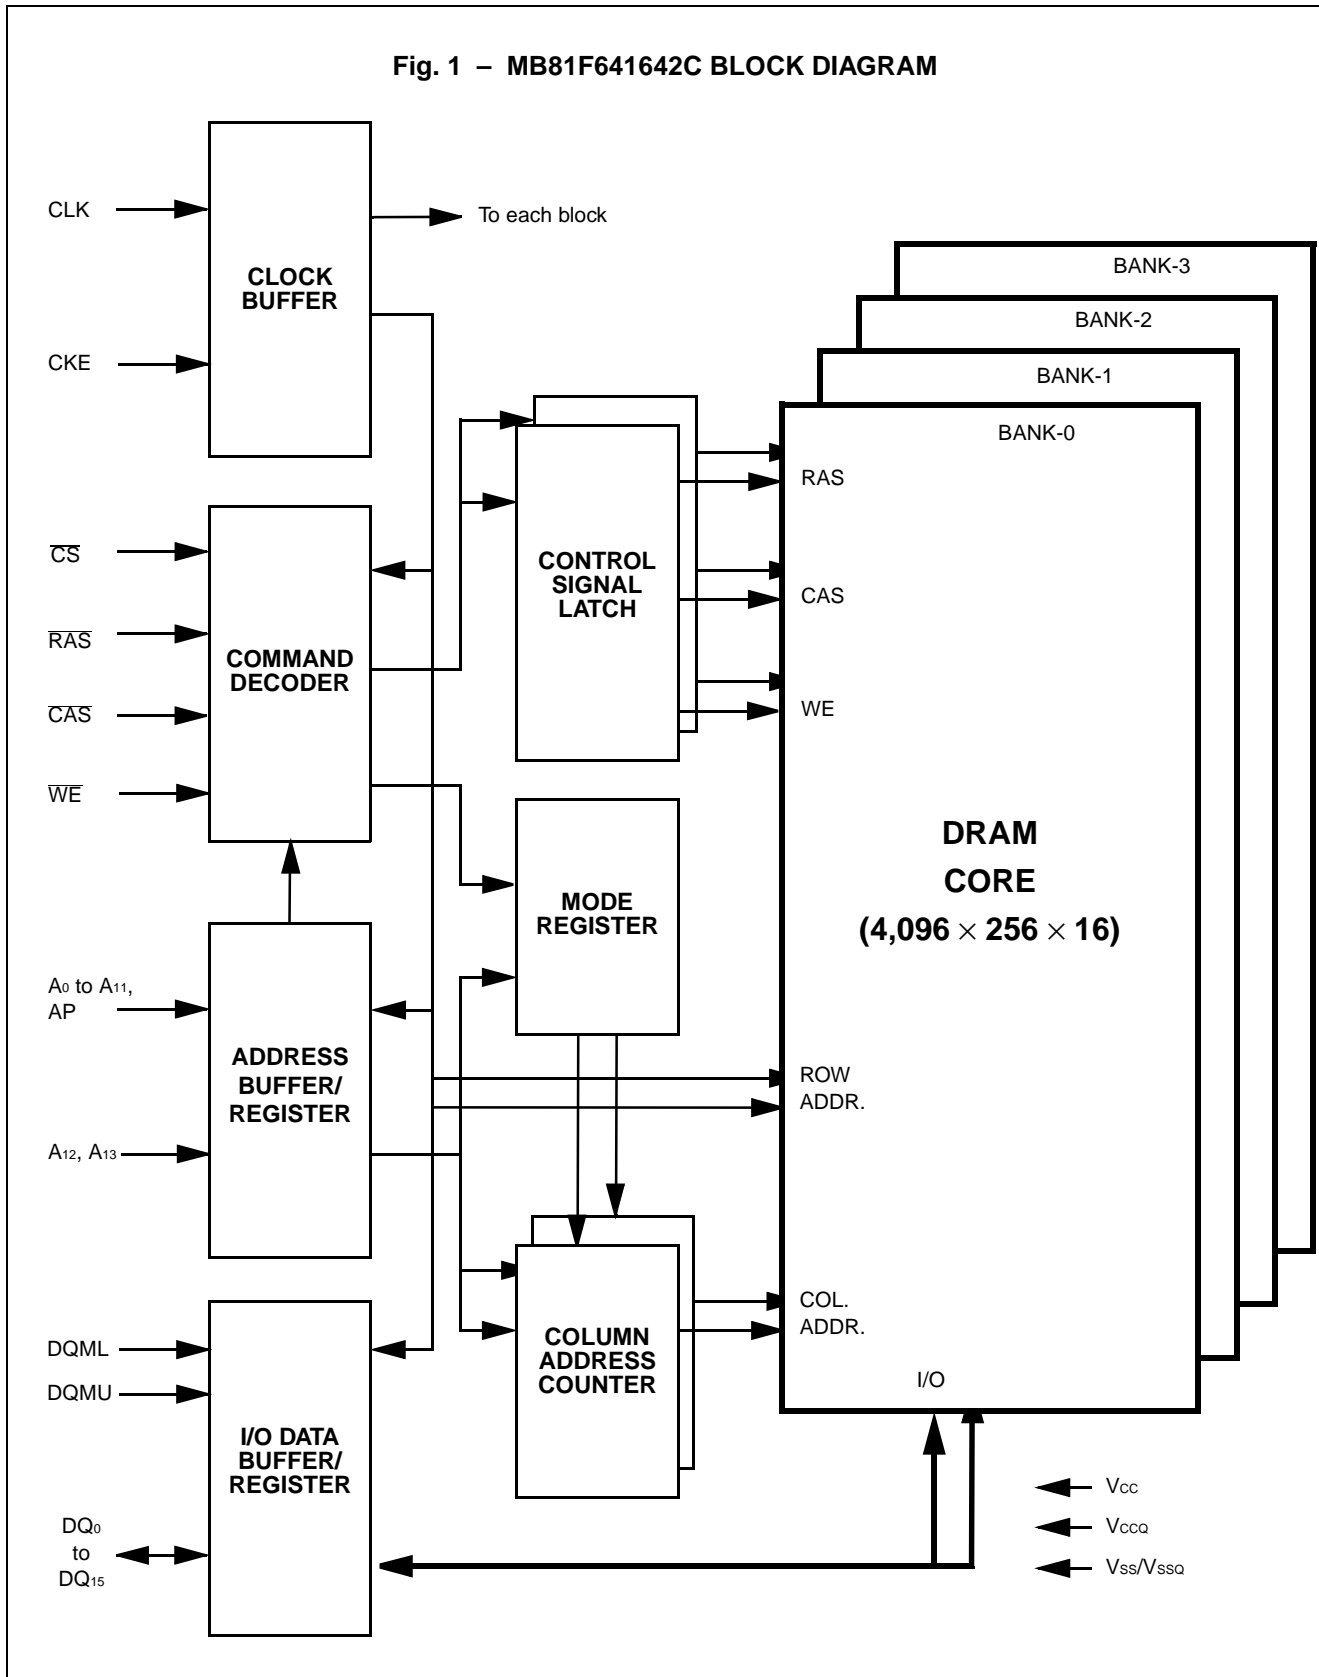 Fig. 1 – MB81F641642C BLOCK DIAGRAM
CLK
CKE
CLOCK
BUFFER
To each block
BANK-3
BANK-2
BANK-1
BANK-0
CS
RAS
CAS
WE
COMMAND
DECODER
CONTROL
SIGNAL
LATCH
RAS
CAS
WE
MODE
REGISTER
DRAM
CORE
(4,096 × 256 × 16)
A0 to A11,
AP
A12, A13
ADDRESS
BUFFER/
REGISTER
ROW
ADDR.
COL.
ADDR.
I/O
COLUMN
ADDRESS
COUNTER
DQML
DQMU
DQ0
to
DQ15
I/O DATA
BUFFER/
REGISTER
VCC
VCCQ
VSS/VSSQ